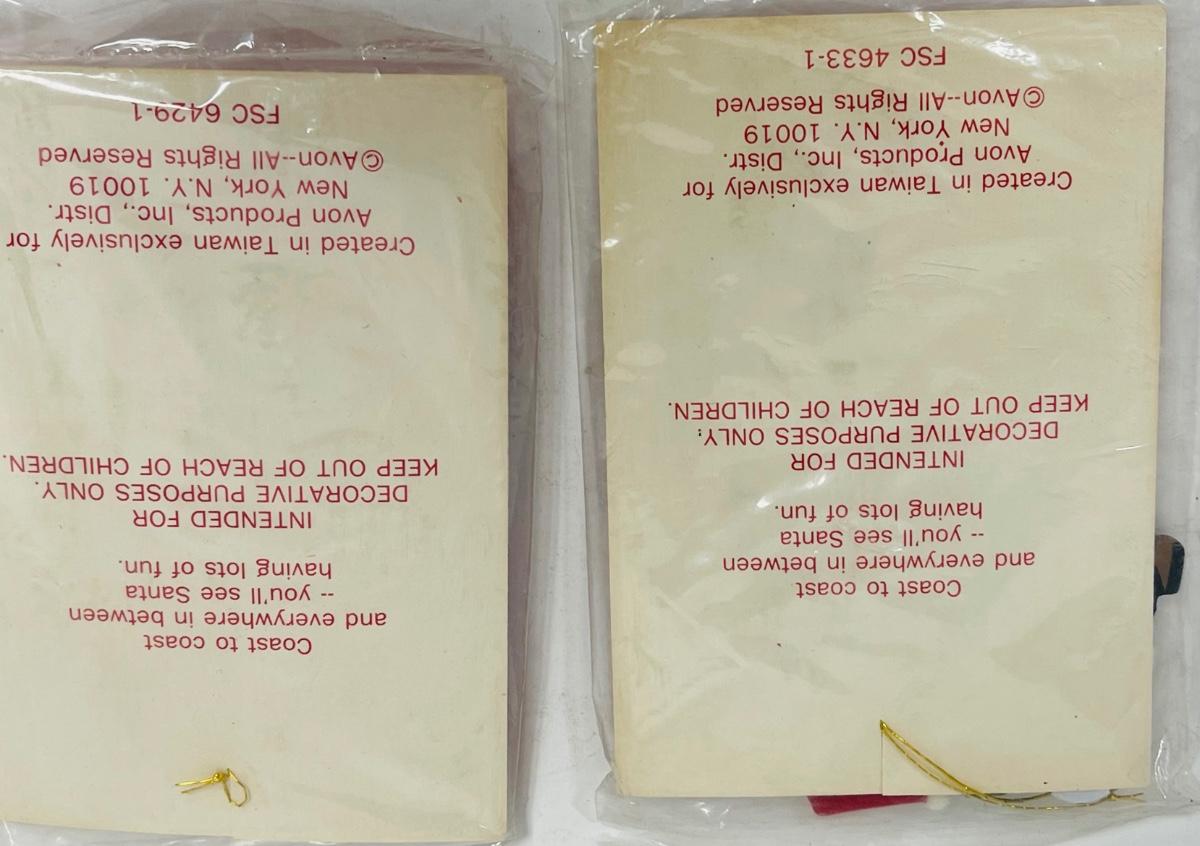 Coast to coast
and everywhere in between
-- you'll see Santa
having lots of fun.
INTENDED FOR
DECORATIVE PURPOSES ONLY.
KEEP OUT OF REACH OF CHILDREN.
Created in Taiwan exclusively for
Avon Products, Inc., Distr.
New York, N.Y. 10019
©Avon--All Rights Reserved
FSC 4633-1
Coast to coast
and everywhere in between
-- you'll see Santa
having lots of fun.
INTENDED FOR
DECORATIVE PURPOSES ONLY.
KEEP OUT OF REACH OF CHILDREN.
Created in Taiwan exclusively for
Avon Products, Inc., Distr.
New York, N.Y. 10019
©Avon--All Rights Reserved
FSC 6429-1